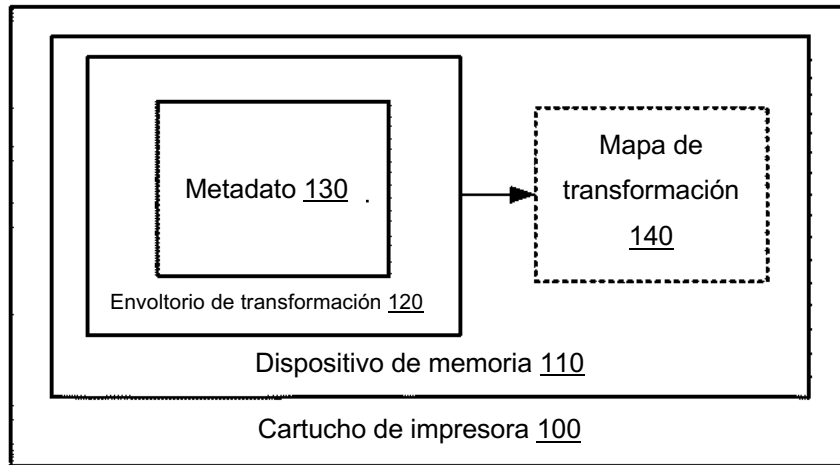 Metadato 130
Mapa de
transformación
140
Envoltorio de transformación 120
Dispositivo de memoria 110
Cartucho de impresora 100